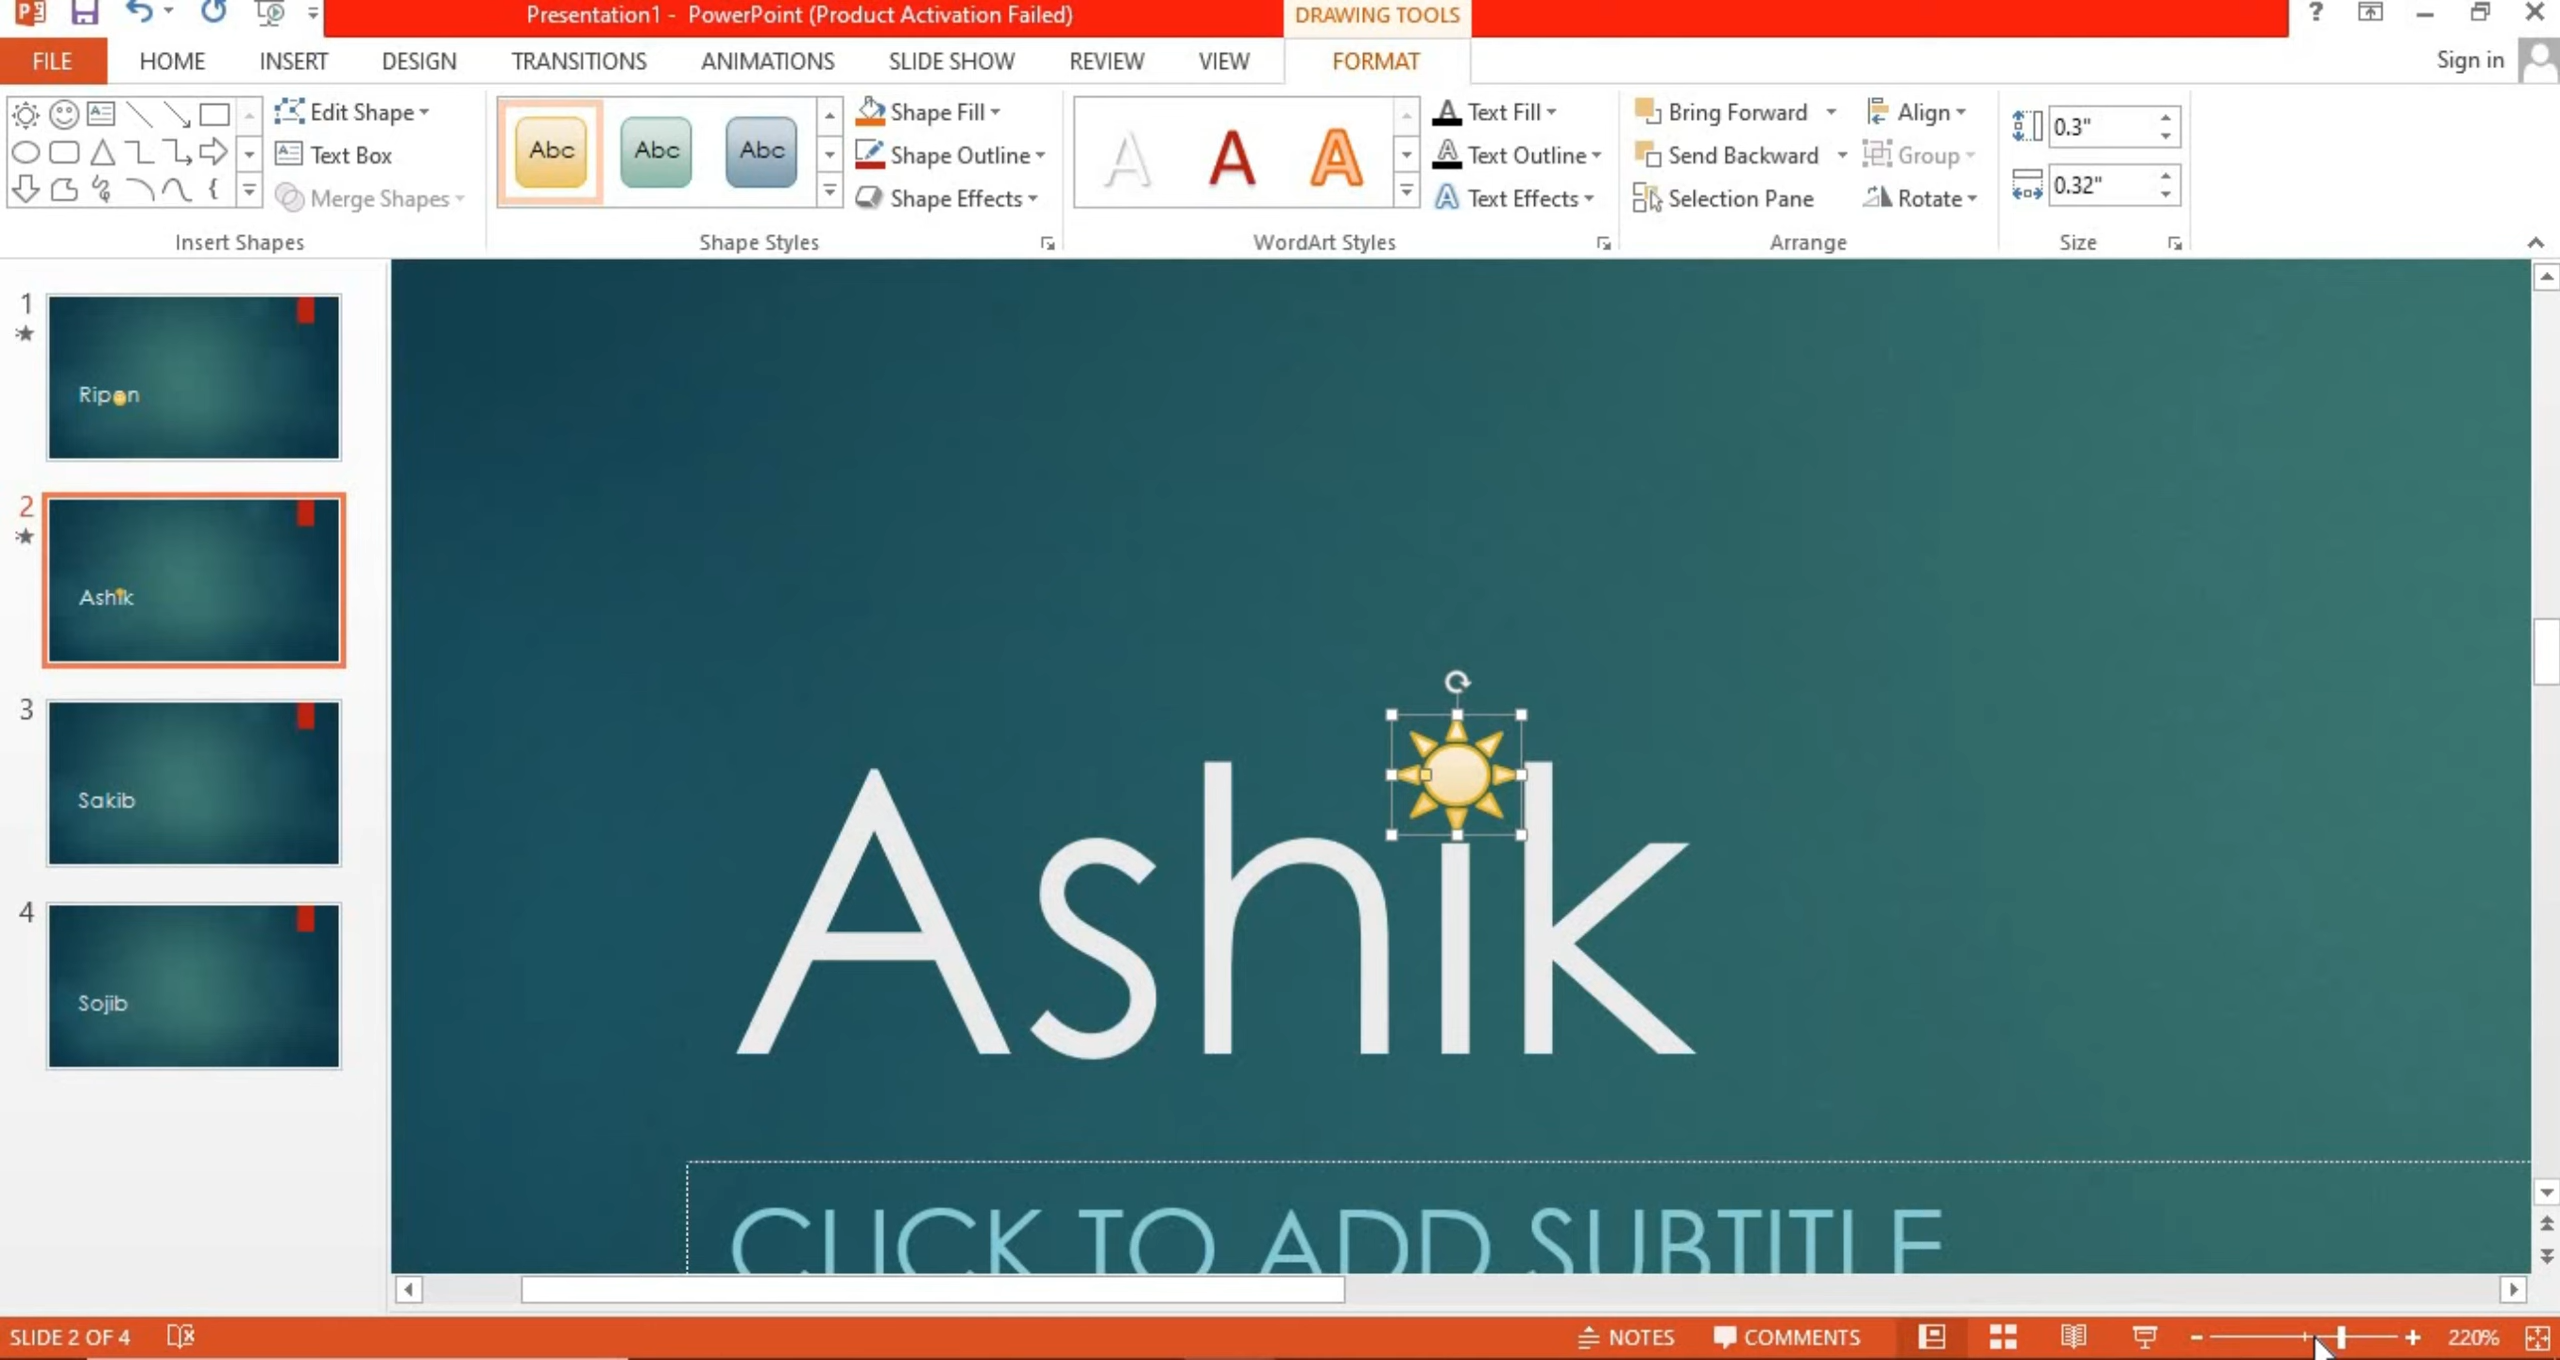 Presentation1 - PowerPoint (Product Activation Failed)
DRAWING TOOLS
?
FILE HOME INSERT DESIGN TRANSITIONS ANIMATIONS SLIDE SHOW REVIEW VIEW FORMAT
Sign in
Edit Shape
Text Box
Merge Shapes
Insert Shapes
Abc Abc Abc
Shape Fill
Shape Outline
Shape Effects
Shape Styles
A A A
Text Fill
Text Outline
Text Effects
WordArt Styles
Bring Forward
Send Backward
Selection Pane
Align
Group
Rotate
Arrange
0.3"
0.32"
Size
1
Ripon
2
Ashik
3
Sakib
4
Sojib
Ashik
CLICK TO ADD SUBTITLE
SLIDE 2 OF 4
NOTES
COMMENTS
220%